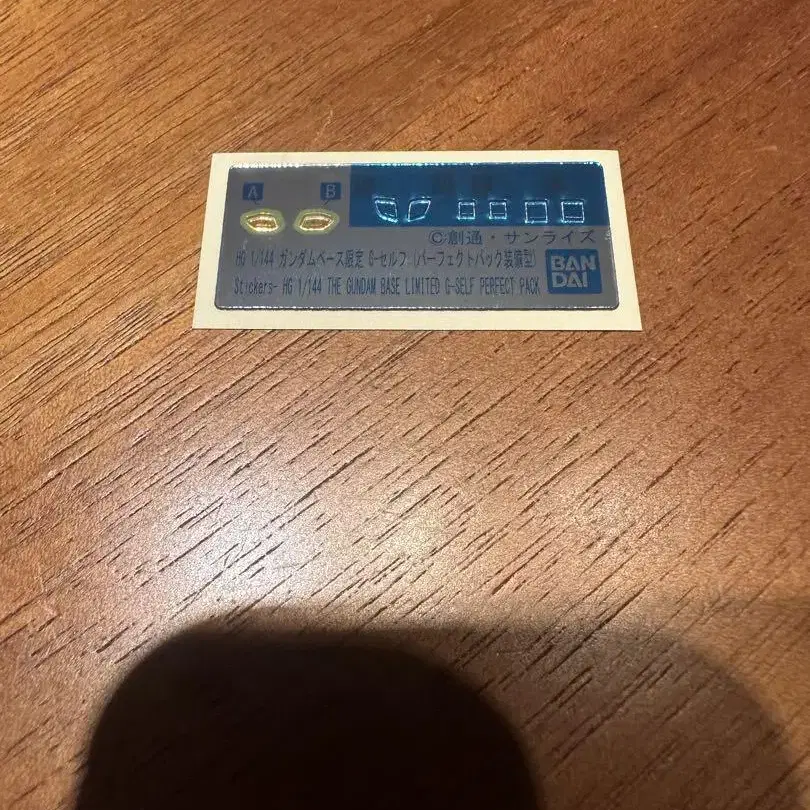 A B
©創通・サンライズ
HG 1/144 ガンダムベース限定 G-セルフ (パーフェクトパック装備型)
Stickers- HG 1/144 THE GUNDAM BASE LIMITED G-SELF PERFECT PACK
BAN
DAI